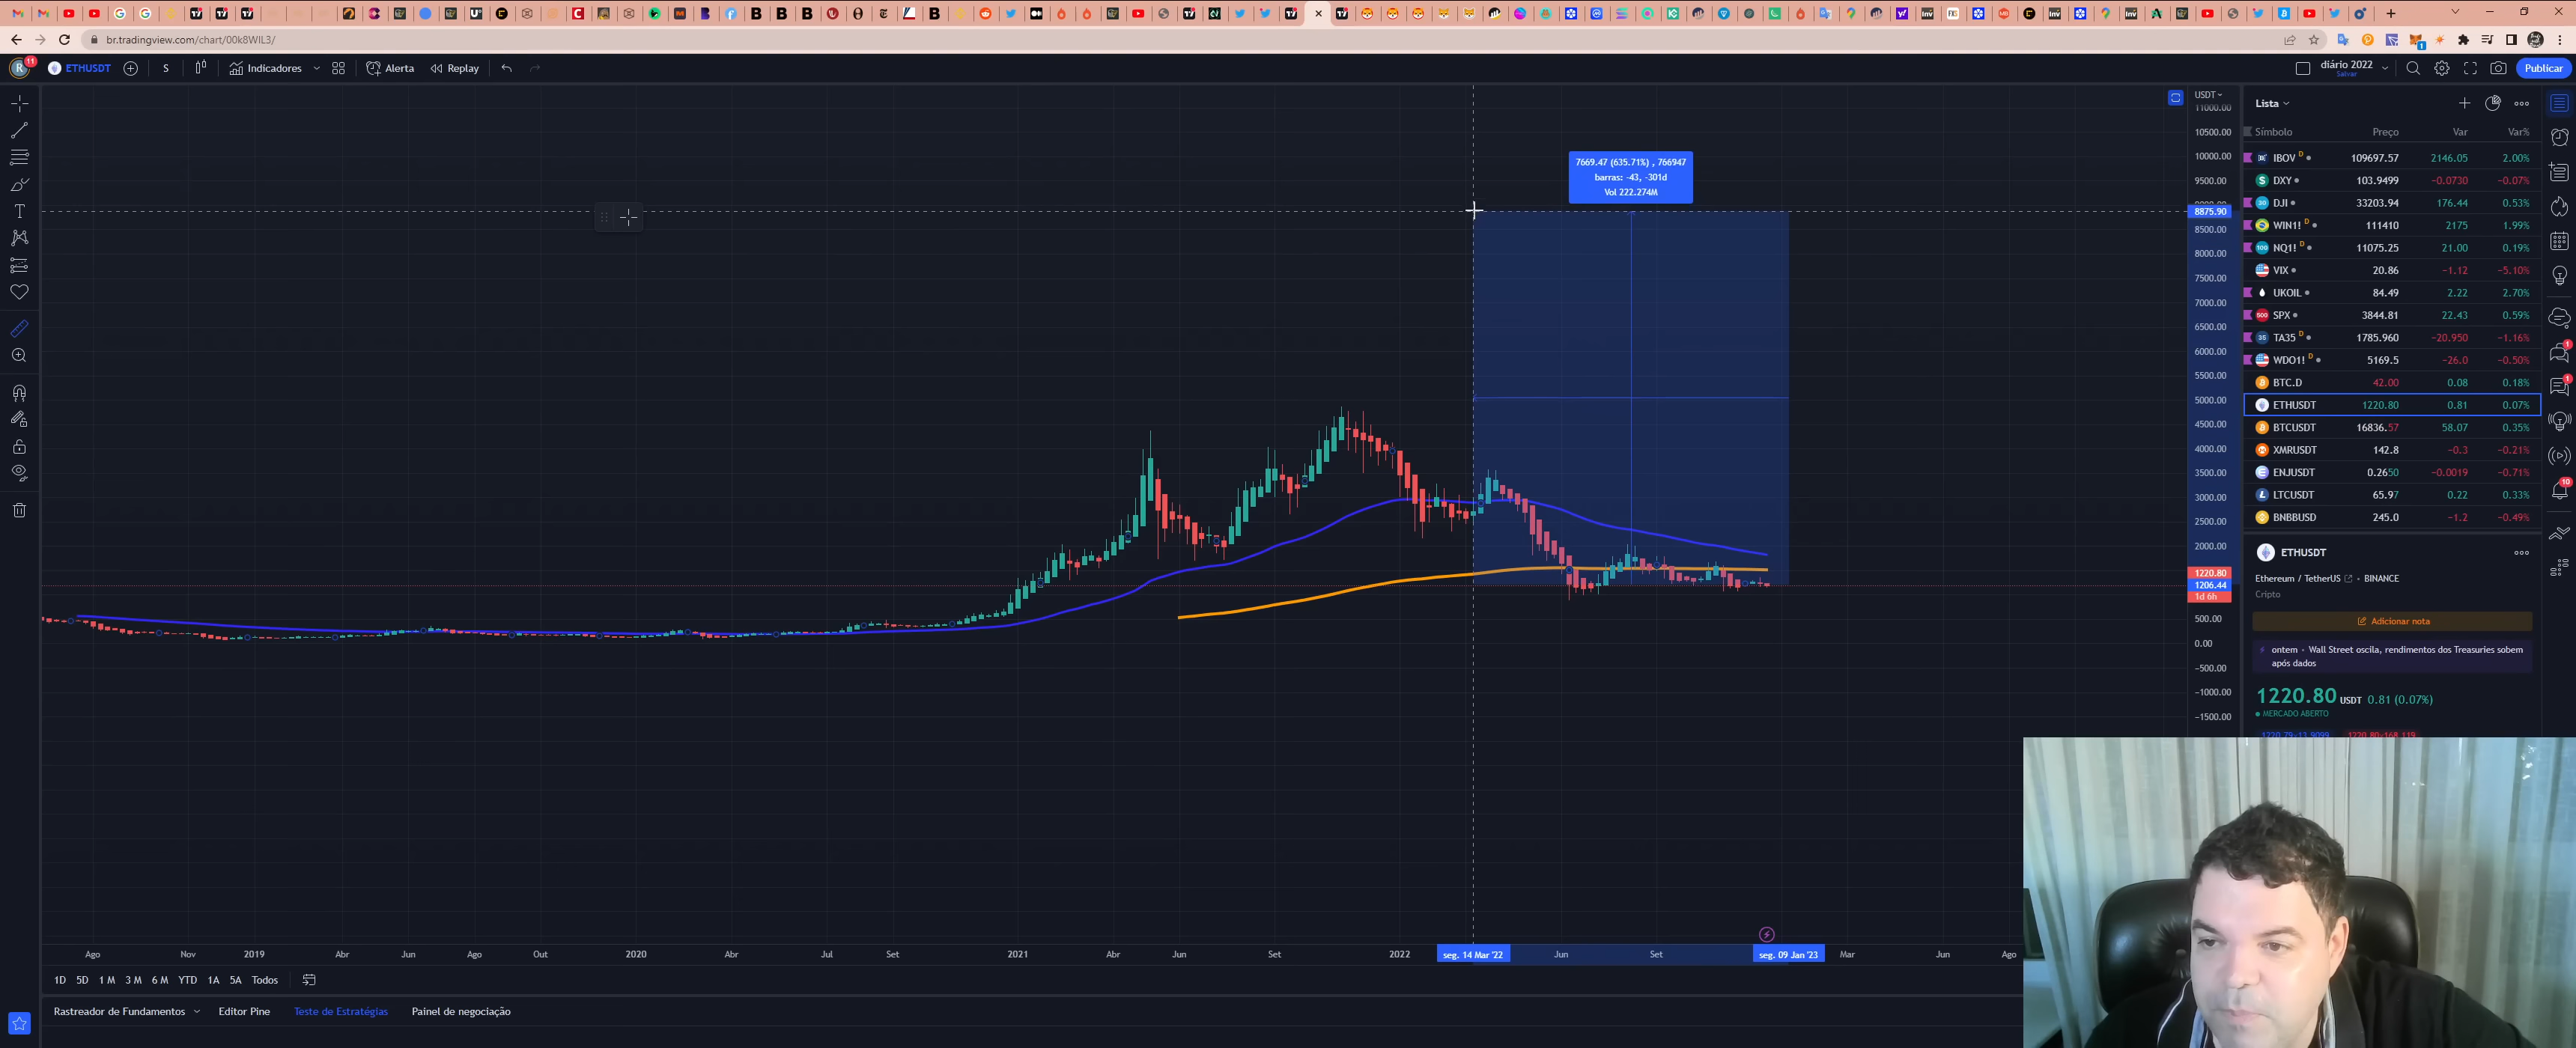 br.tradingview.com/chart/00k8WIL3/
R 11 ETHUSDT S Indicadores Alerta Replay diário 2022 Salvar Publicar
USDT
11000.00
10500.00
10000.00
9500.00
8875.90
8500.00
8000.00
7500.00
7000.00
6500.00
6000.00
5500.00
5000.00
4500.00
4000.00
3500.00
3000.00
2500.00
2000.00
1220.80
1206.44
1d 6h
500.00
0.00
-500.00
-1000.00
-1500.00
7669.47 (635.71%) , 766947
barras: -43, -301d
Vol 222.274M
Lista
Símbolo Preço Var Var%
IBOV D 109697.57 2146.05 2.00%
DXY 103.9499 -0.0730 -0.07%
DJI 33203.94 176.44 0.53%
WIN1! D 111410 2175 1.99%
NQ1! D 11075.25 21.00 0.19%
VIX 20.86 -1.12 -5.10%
UKOIL 84.49 2.22 2.70%
SPX 3844.81 22.43 0.59%
TA35 D 1785.960 -20.950 -1.16%
WDO1! D 5169.5 -26.0 -0.50%
BTC.D 42.00 0.08 0.18%
ETHUSDT 1220.80 0.81 0.07%
BTCUSDT 16836.57 58.07 0.35%
XMRUSDT 142.8 -0.3 -0.21%
ENJUSDT 0.2650 -0.0019 -0.71%
LTCUSDT 65.97 0.22 0.33%
BNBBUSD 245.0 -1.2 -0.49%
ETHUSDT
Ethereum / TetherUS • BINANCE
Cripto
Adicionar nota
ontem • Wall Street oscila, rendimentos dos Treasuries sobem
após dados
1220.80 USDT 0.81 (0.07%)
MERCADO ABERTO
Ago Nov 2019 Abr Jun Ago Out 2020 Abr Jul Set 2021 Abr Jun Set 2022 seg. 14 Mar '22 Jun Set seg. 09 Jan '23 Mar Jun Ago
1D 5D 1 M 3 M 6 M YTD 1A 5A Todos
Rastreador de Fundamentos Editor Pine Teste de Estratégias Painel de negociação